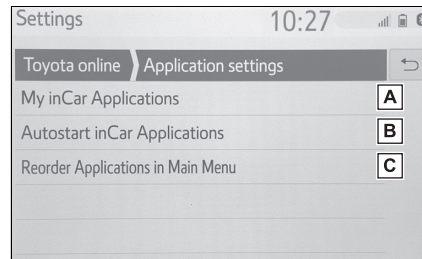 Settings 10:27
Toyota online Application settings
My inCar Applications A
Autostart inCar Applications B
Reorder Applications in Main Menu C